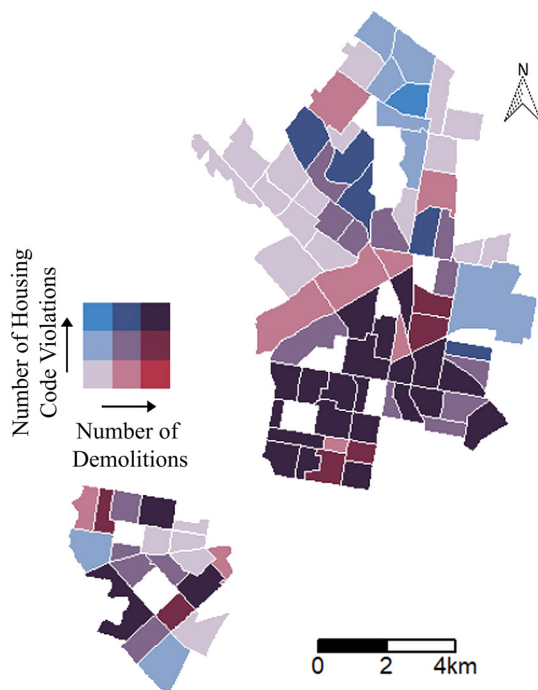 N
Number of Housing
Code Violations
Number of
Demolitions
0 2 4km